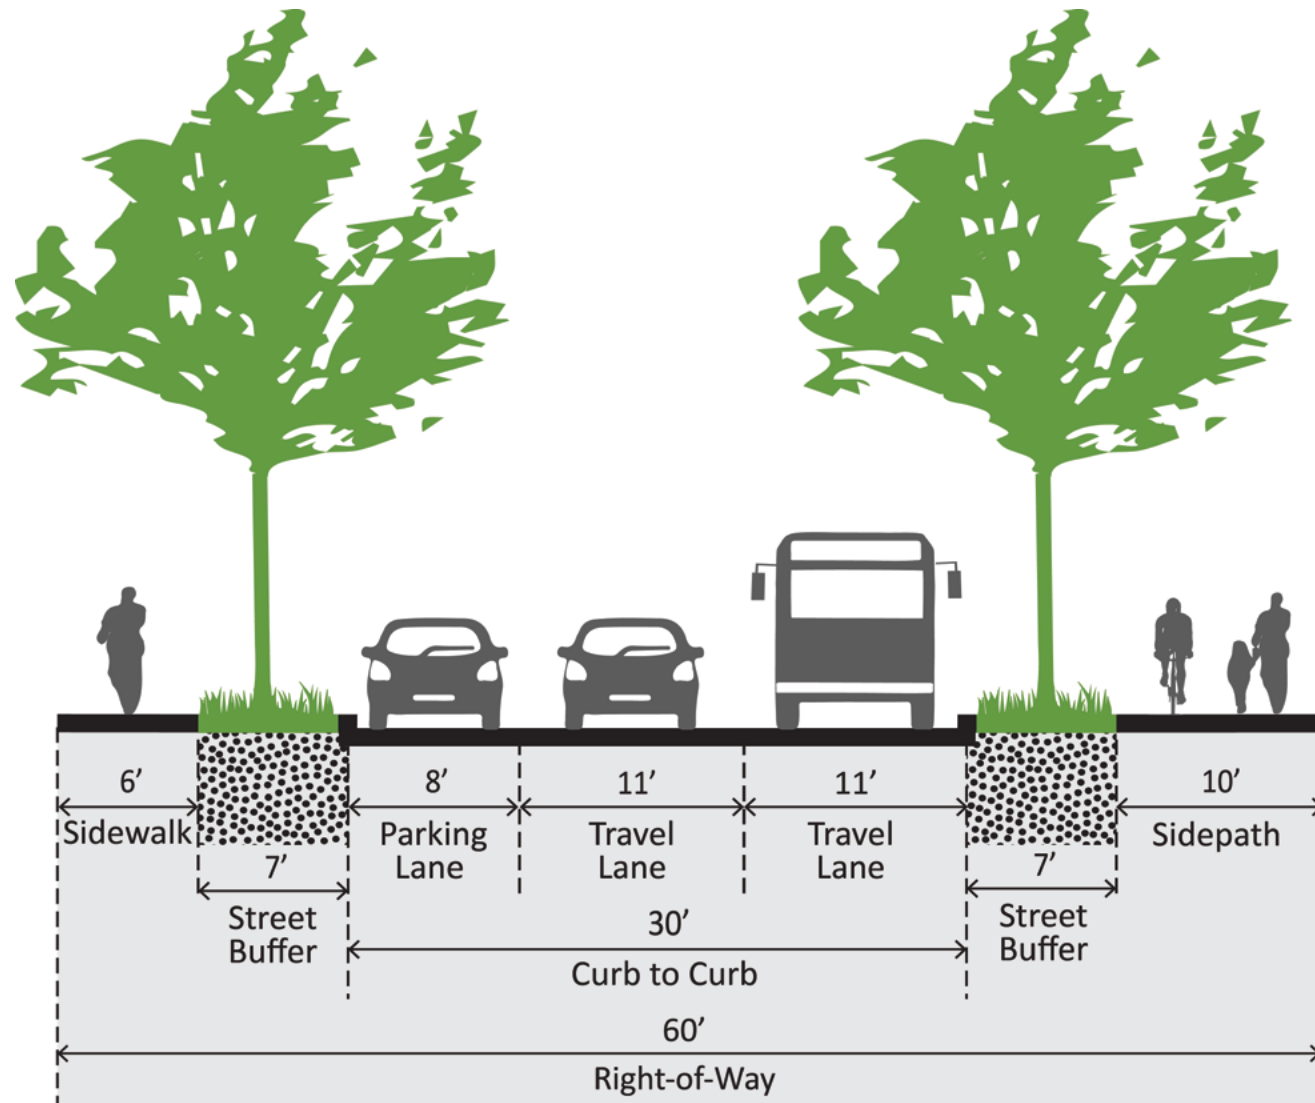 6’
8’
11’
11’
10’
Sidewalk
Parking
Lane
Travel
Lane
Travel
Lane
Sidepath
7’
Street
Buffer
7’
Street
Buffer
30’
Curb to Curb
60’
Right-of-Way